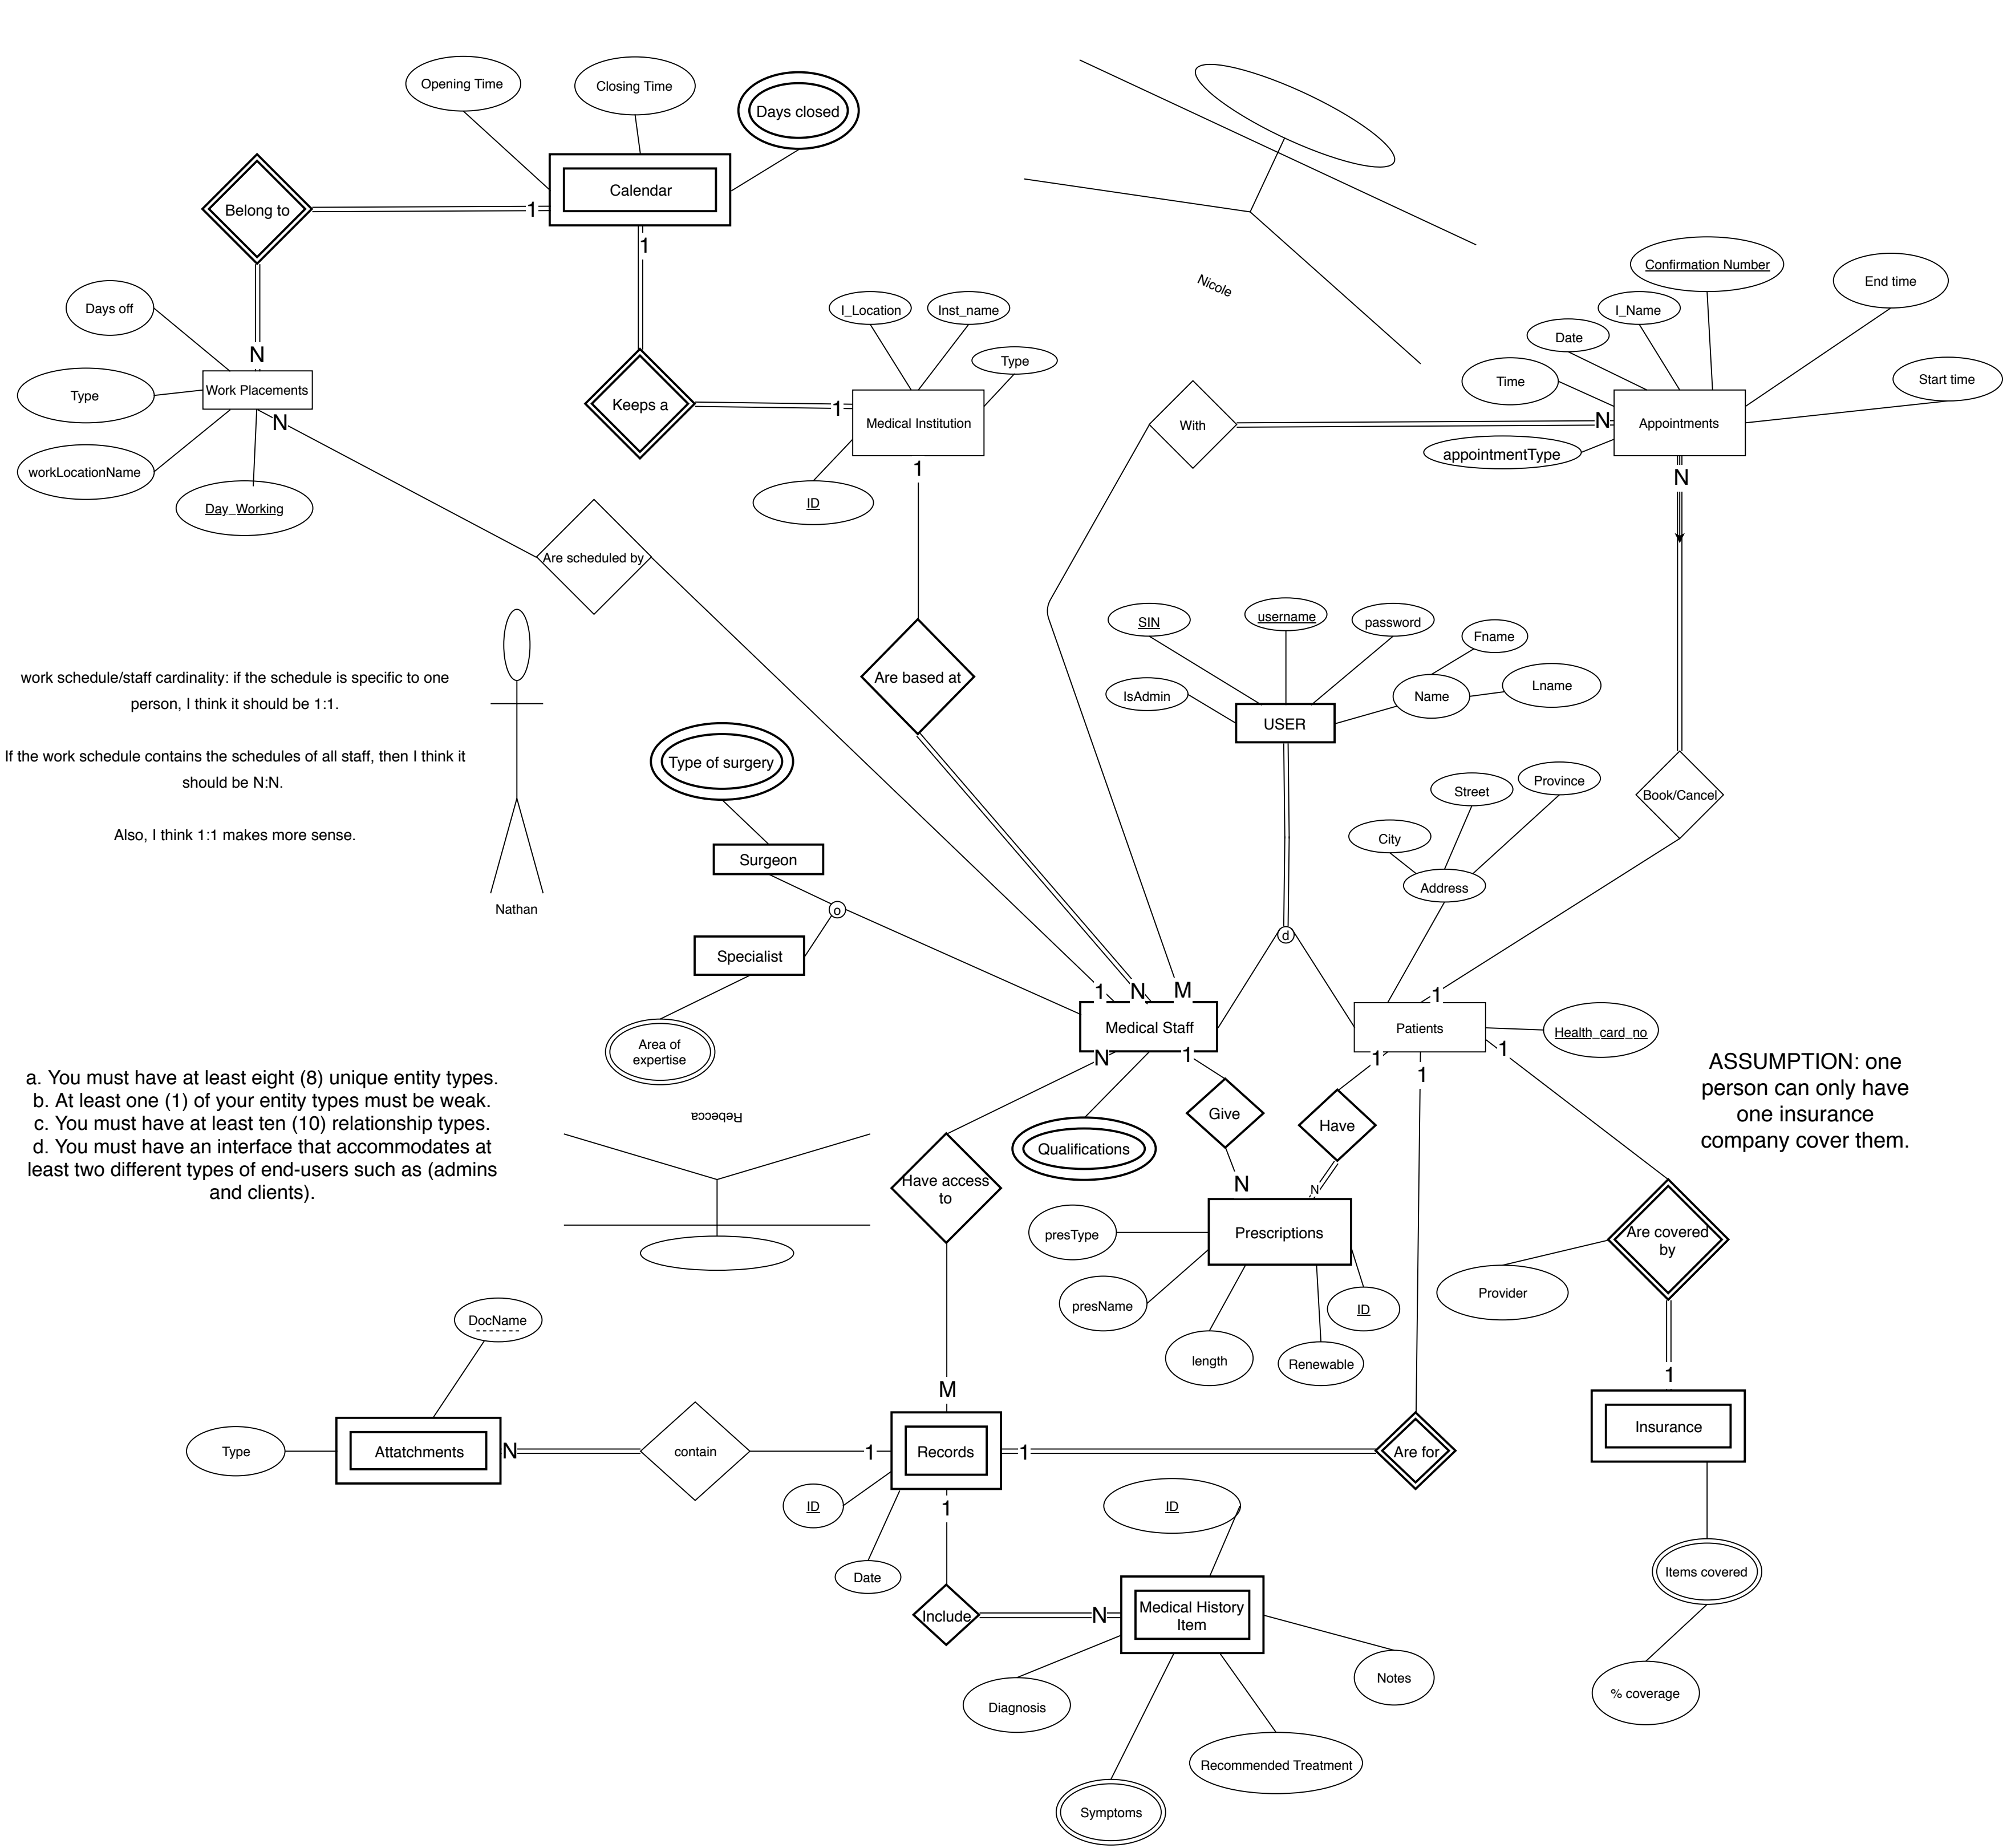 Opening Time
Closing Time
Days closed
Calendar
Belong to
1
1
Nicole
Confirmation Number
End time
I_Name
Date
Time
Start time
appointmentType
Appointments
N
N
With
Days off
N
Type
Work Placements
N
workLocationName
Day_Working
I_Location
Inst_name
Type
Keeps a
1
Medical Institution
1
ID
Are scheduled by
work schedule/staff cardinality: if the schedule is specific to one
person, I think it should be 1:1.
If the work schedule contains the schedules of all staff, then I think it
should be N:N.
Also, I think 1:1 makes more sense.
Nathan
Are based at
SIN
username
password
Fname
Lname
Name
IsAdmin
USER
Type of surgery
Surgeon
o
Specialist
Area of
expertise
d
Street
Province
City
Address
Book/Cancel
1
N
M
Medical Staff
N
1
1
Patients
1
1
1
Health_card_no
ASSUMPTION: one
person can only have
one insurance
company cover them.
a. You must have at least eight (8) unique entity types.
b. At least one (1) of your entity types must be weak.
c. You must have at least ten (10) relationship types.
d. You must have an interface that accommodates at
least two different types of end-users such as (admins
and clients).
Rebecca
Have access
to
Qualifications
Give
Have
N
N
Prescriptions
presType
presName
length
Renewable
ID
Are covered
by
Provider
1
Insurance
Items covered
% coverage
DocName
Type
Attatchments
N
contain
1
M
Records
1
1
Are for
ID
Date
Include
N
ID
Medical History
Item
Diagnosis
Symptoms
Recommended Treatment
Notes